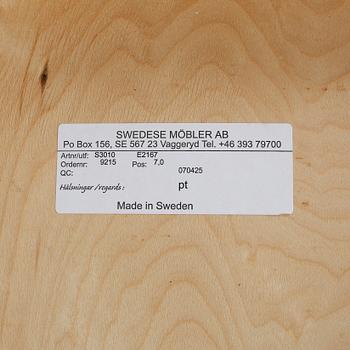 SWEDESE MÖBLER AB
Po Box 156, SE 567 23 Vaggeryd Tel. +46 393 79700
Artnr/utf: S3010 E2167
Ordernr: 9215 Pos: 7,0
QC: 070425
Hälsningar/regards: pt
Made in Sweden